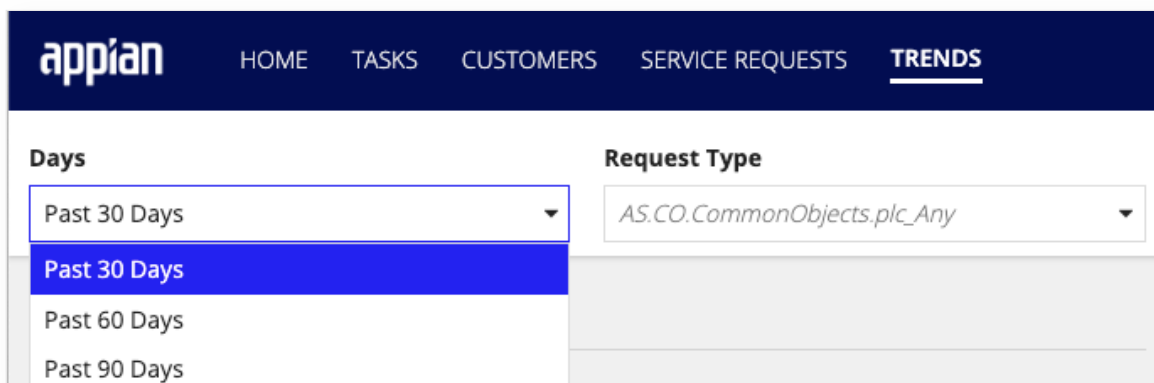 appian HOME TASKS CUSTOMERS SERVICE REQUESTS TRENDS
Days
Request Type
Past 30 Days
AS.CO.CommonObjects.plc_Any
Past 30 Days
Past 60 Days
Past 90 Days